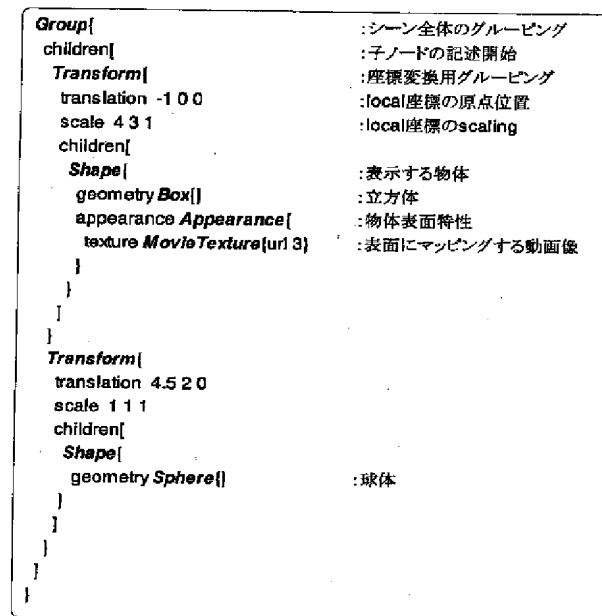 Group{ :シーン全体のグルーピング
children[ :子ノードの記述開始
Transform{ :座標変換用グルーピング
translation -1 0 0 :local座標の原点位置
scale 4 3 1 :local座標のscaling
children[
Shape{ :表示する物体
geometry Box{} :立方体
appearance Appearance{ :物体表面特性
texture MovieTexture{url 3} :表面にマッピングする動画像
}
}
]
}
Transform{
translation 4.5 2 0
scale 1 1 1
children[
Shape{
geometry Sphere{} :球体
}
]
}
]
}